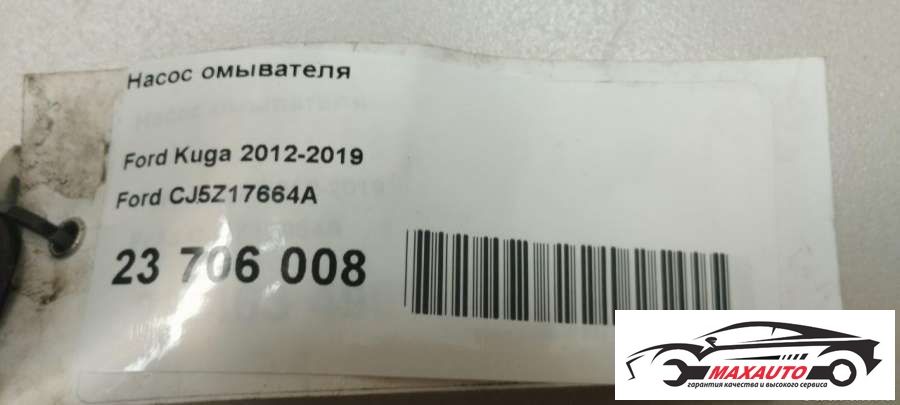 Насос омывателя
Ford Kuga 2012-2019
Ford CJ5Z17664A
23 706 008
MAXAUTO
гарантия качества и высокого сервиса